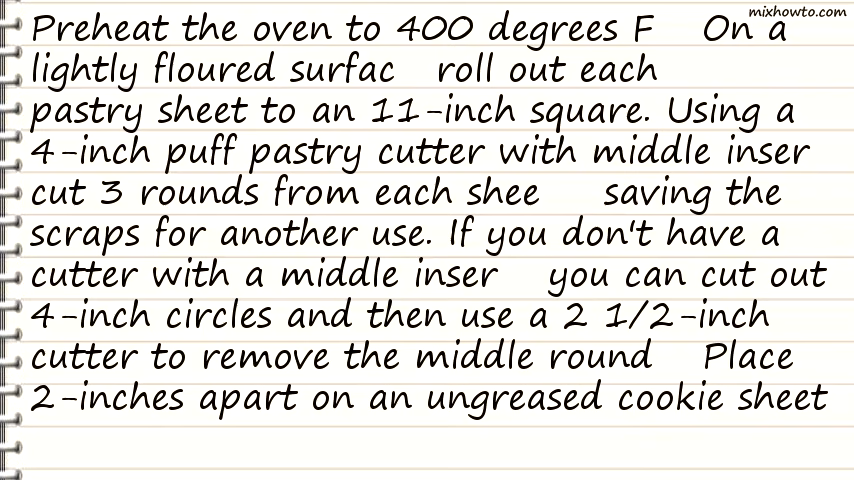 mixhowto.com
Preheat the oven to 400 degrees F On a
lightly floured surfac roll out each
pastry sheet to an 11-inch square. Using a
4-inch puff pastry cutter with middle inser
cut 3 rounds from each shee saving the
scraps for another use. If you don't have a
cutter with a middle inser you can cut out
4-inch circles and then use a 2 1/2-inch
cutter to remove the middle round Place
2-inches apart on an ungreased cookie sheet